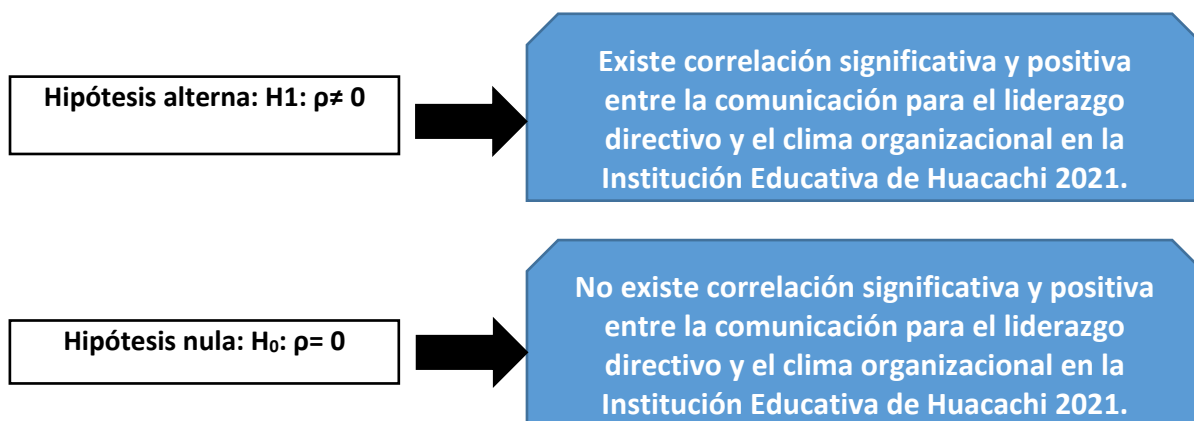 Hipótesis alterna: H1: ρ≠ 0
Existe correlación significativa y positiva
entre la comunicación para el liderazgo
directivo y el clima organizacional en la
Institución Educativa de Huacachi 2021.
Hipótesis nula: H₀: ρ= 0
No existe correlación significativa y positiva
entre la comunicación para el liderazgo
directivo y el clima organizacional en la
Institución Educativa de Huacachi 2021.